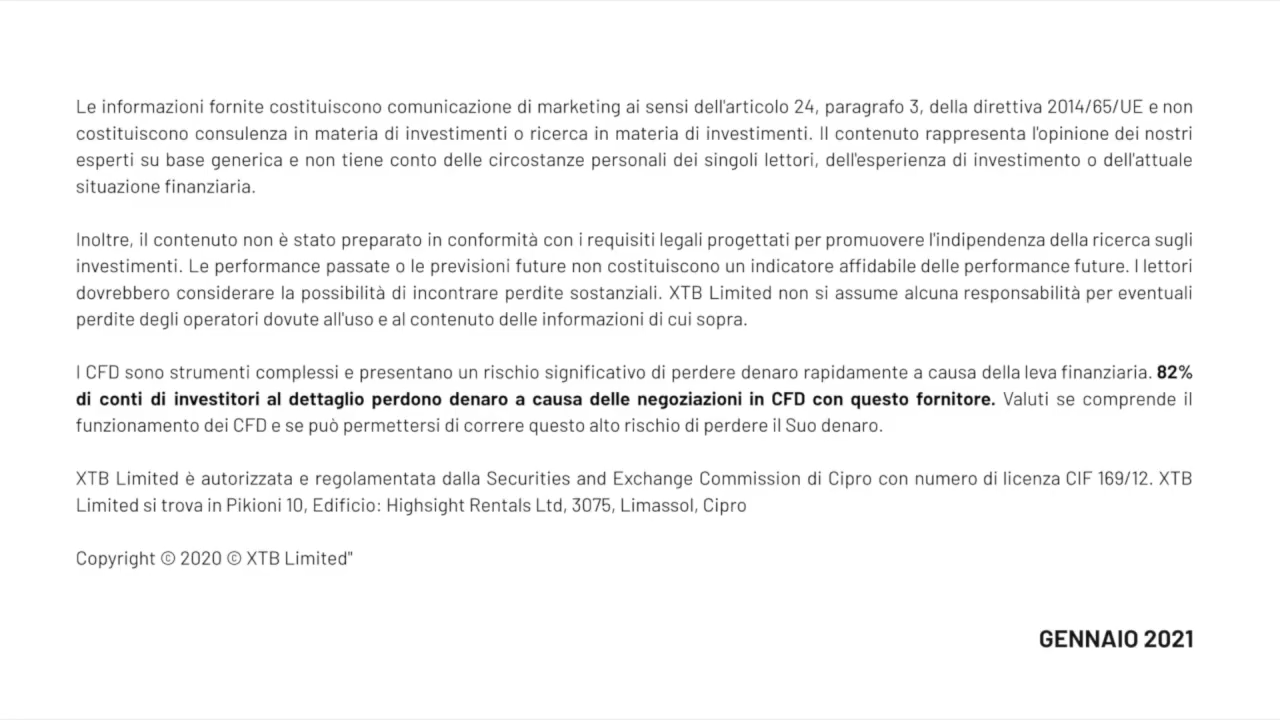 Le informazioni fornite costituiscono comunicazione di marketing ai sensi dell'articolo 24, paragrafo 3, della direttiva 2014/65/UE e non
costituiscono consulenza in materia di investimenti o ricerca in materia di investimenti. Il contenuto rappresenta l'opinione dei nostri
esperti su base generica e non tiene conto delle circostanze personali dei singoli lettori, dell'esperienza di investimento o dell'attuale
situazione finanziaria.
Inoltre, il contenuto non è stato preparato in conformità con i requisiti legali progettati per promuovere l'indipendenza della ricerca sugli
investimenti. Le performance passate o le previsioni future non costituiscono un indicatore affidabile delle performance future. I lettori
dovrebbero considerare la possibilità di incontrare perdite sostanziali. XTB Limited non si assume alcuna responsabilità per eventuali
perdite degli operatori dovute all'uso e al contenuto delle informazioni di cui sopra.
I CFD sono strumenti complessi e presentano un rischio significativo di perdere denaro rapidamente a causa della leva finanziaria. 82%
di conti di investitori al dettaglio perdono denaro a causa delle negoziazioni in CFD con questo fornitore. Valuti se comprende il
funzionamento dei CFD e se può permettersi di correre questo alto rischio di perdere il Suo denaro.
XTB Limited è autorizzata e regolamentata dalla Securities and Exchange Commission di Cipro con numero di licenza CIF 169/12. XTB
Limited si trova in Pikioni 10, Edificio: Highsight Rentals Ltd, 3075, Limassol, Cipro
Copyright © 2020 © XTB Limited"
GENNAIO 2021